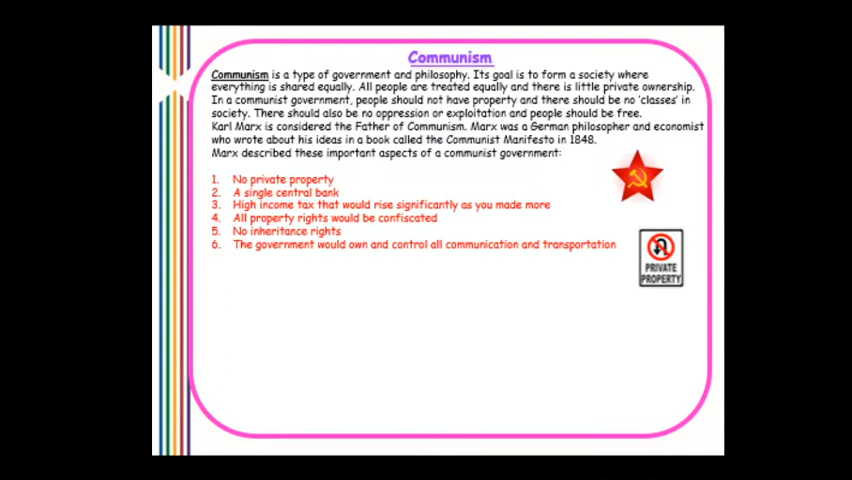 Communism
Communism is a type of government and philosophy. Its goal is to form a society where
everything is shared equally. All people are treated equally and there is little private ownership.
In a communist government, people should not have property and there should be no 'classes' in
society. There should also be no oppression or exploitation and people should be free.
Karl Marx is considered the Father of Communism. Marx was a German philosopher and economist
who wrote about his ideas in a book called the Communist Manifesto in 1848.
Marx described these important aspects of a communist government:
1. No private property
2. A single central bank
3. High income tax that would rise significantly as you made more
4. All property rights would be confiscated
5. No inheritance rights
6. The government would own and control all communication and transportation
PRIVATE
PROPERTY